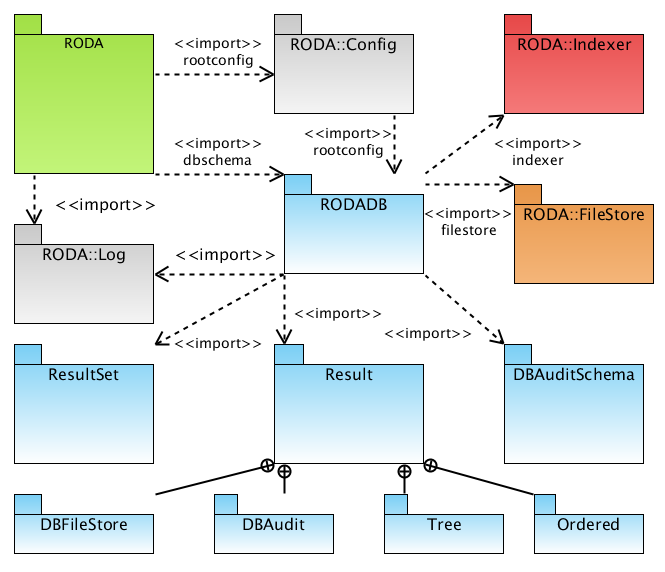 RODA
<<import>>
rootconfig
RODA::Config
RODA::Indexer
<<import>>
dbschema
<<import>>
rootconfig
<<import>>
indexer
<<import>>
RODADB
<<import>>
filestore
RODA::FileStore
RODA::Log
<<import>>
<<import>>
<<import>>
<<import>>
ResultSet
Result
DBAuditSchema
DBFileStore
DBAudit
Tree
Ordered